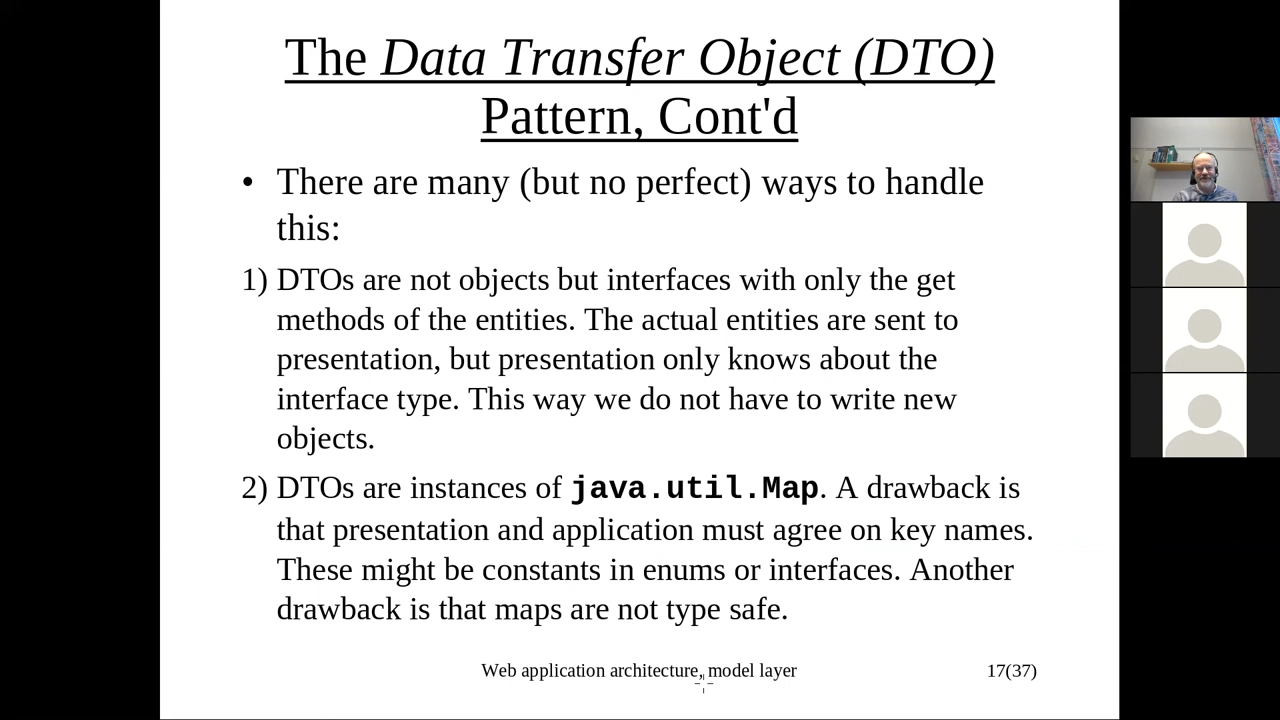 The Data Transfer Object (DTO)
Pattern, Cont'd
• There are many (but no perfect) ways to handle
this:
1) DTOs are not objects but interfaces with only the get
methods of the entities. The actual entities are sent to
presentation, but presentation only knows about the
interface type. This way we do not have to write new
objects.
2) DTOs are instances of java.util.Map. A drawback is
that presentation and application must agree on key names.
These might be constants in enums or interfaces. Another
drawback is that maps are not type safe.
Web application architecture, model layer
17(37)